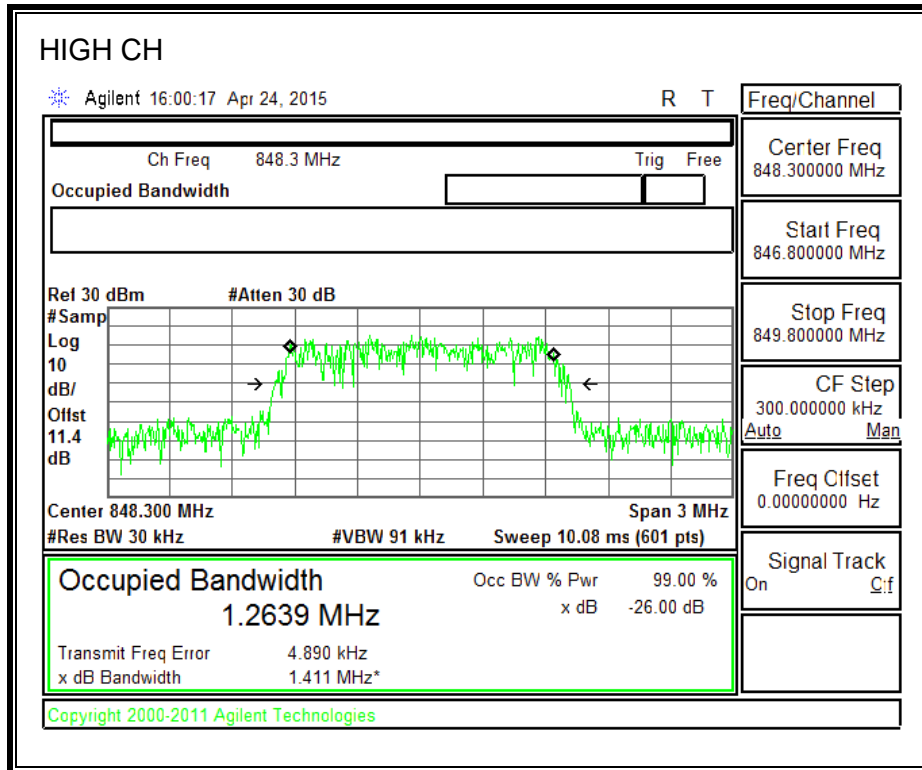 HIGH CH
Agilent 16:00:17 Apr 24, 2015 R T
Freq/Channel
Ch Freq 848.3 MHz Trig Free
Occupied Bandwidth
Center Freq
848.300000 MHz
Start Freq
846.800000 MHz
Stop Freq
849.800000 MHz
CF Step
300.000000 kHz
Auto Man
Freq Offset
0.00000000 Hz
Signal Track
On Off
Ref 30 dBm #Atten 30 dB
#Samp
Log
10
dB/
Offst
11.4
dB
Center 848.300 MHz Span 3 MHz
#Res BW 30 kHz #VBW 91 kHz Sweep 10.08 ms (601 pts)
Occupied Bandwidth
1.2639 MHz
Occ BW % Pwr 99.00 %
x dB -26.00 dB
Transmit Freq Error 4.890 kHz
x dB Bandwidth 1.411 MHz*
Copyright 2000-2011 Agilent Technologies